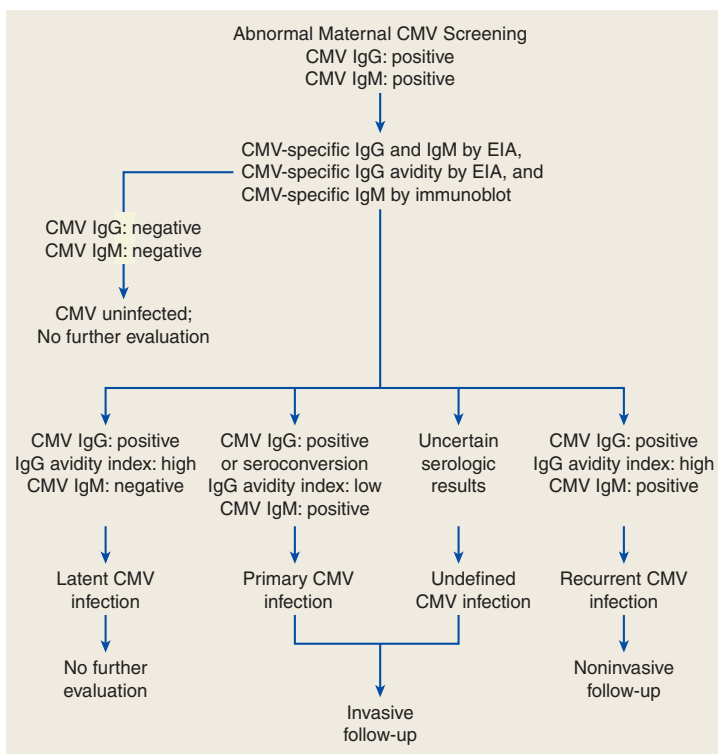 Abnormal Maternal CMV Screening
CMV IgG: positive
CMV IgM: positive
CMV-specific IgG and IgM by EIA,
CMV-specific IgG avidity by EIA, and
CMV-specific IgM by immunoblot
CMV IgG: negative
CMV IgM: negative
CMV uninfected;
No further evaluation
CMV IgG: positive
IgG avidity index: high
CMV IgM: negative
CMV IgG: positive
or seroconversion
IgG avidity index: low
CMV IgM: positive
Uncertain
serologic
results
CMV IgG: positive
IgG avidity index: high
CMV IgM: positive
Latent CMV
infection
Primary CMV
infection
Undefined
CMV infection
Recurrent CMV
infection
No further
evaluation
Invasive
follow-up
Noninvasive
follow-up